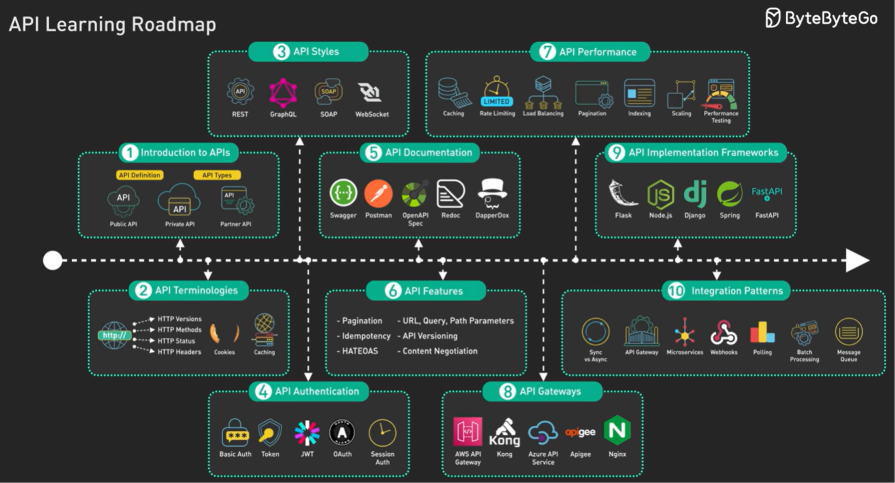 API Learning Roadmap
ByteByteGo
1 Introduction to APIs
API Definition
API Types
API
Public API
API
Private API
API
Partner API
2 API Terminologies
http://
HTTP Versions
HTTP Methods
HTTP Status
HTTP Headers
Cookies
Caching
3 API Styles
API
REST
GraphQL
SOAP
SOAP
WebSocket
4 API Authentication
***
Basic Auth
Token
JWT
A
OAuth
Session
Auth
5 API Documentation
Swagger
Postman
OpenAPI
Spec
Redoc
DapperDox
6 API Features
- Pagination
- Idempotency
- HATEOAS
- URL, Query, Path Parameters
- API Versioning
- Content Negotiation
7 API Performance
Caching
LIMITED
Rate Limiting
Load Balancing
Pagination
Indexing
Scaling
Performance
Testing
8 API Gateways
AWS API
Gateway
Kong
Kong
Azure API
Service
apigee
Apigee
N
Nginx
9 API Implementation Frameworks
Flask
JS
Node.js
dj
Django
Spring
FastAPI
FastAPI
10 Integration Patterns
Sync
vs Async
API Gateway
Microservices
Webhooks
Polling
Batch
Processing
Message
Queue